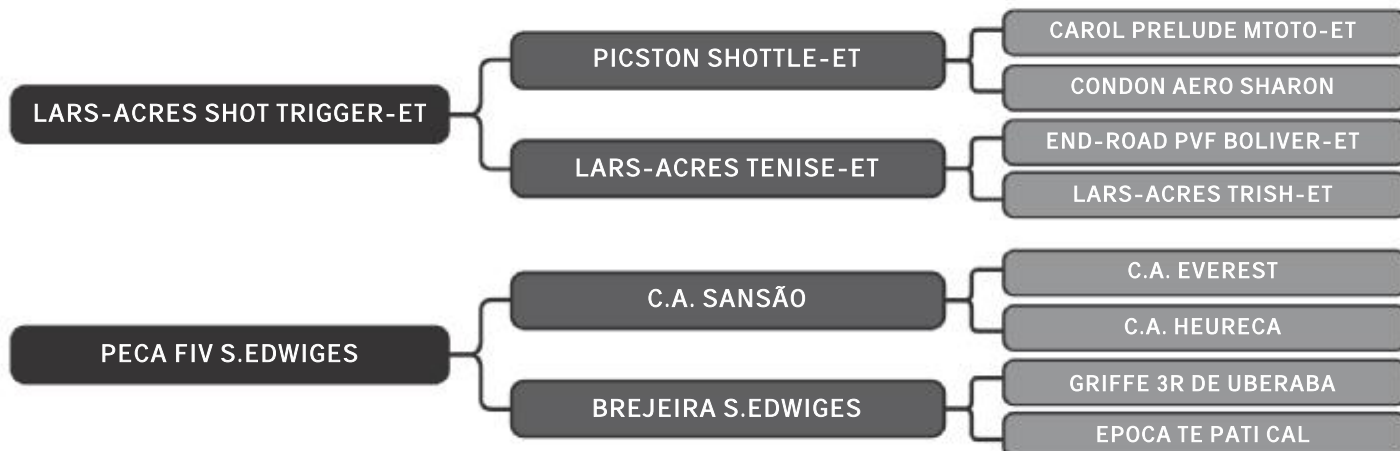 LARS-ACRES SHOT TRIGGER-ET
PICSTON SHOTTLE-ET
CAROL PRELUDE MTOTO-ET
CONDON AERO SHARON
LARS-ACRES TENISE-ET
END-ROAD PVF BOLIVER-ET
LARS-ACRES TRISH-ET
PECA FIV S.EDWIGES
C.A. SANSÃO
C.A. EVEREST
C.A. HEURECA
BREJEIRA S.EDWIGES
GRIFFE 3R DE UBERABA
EPOCA TE PATI CAL